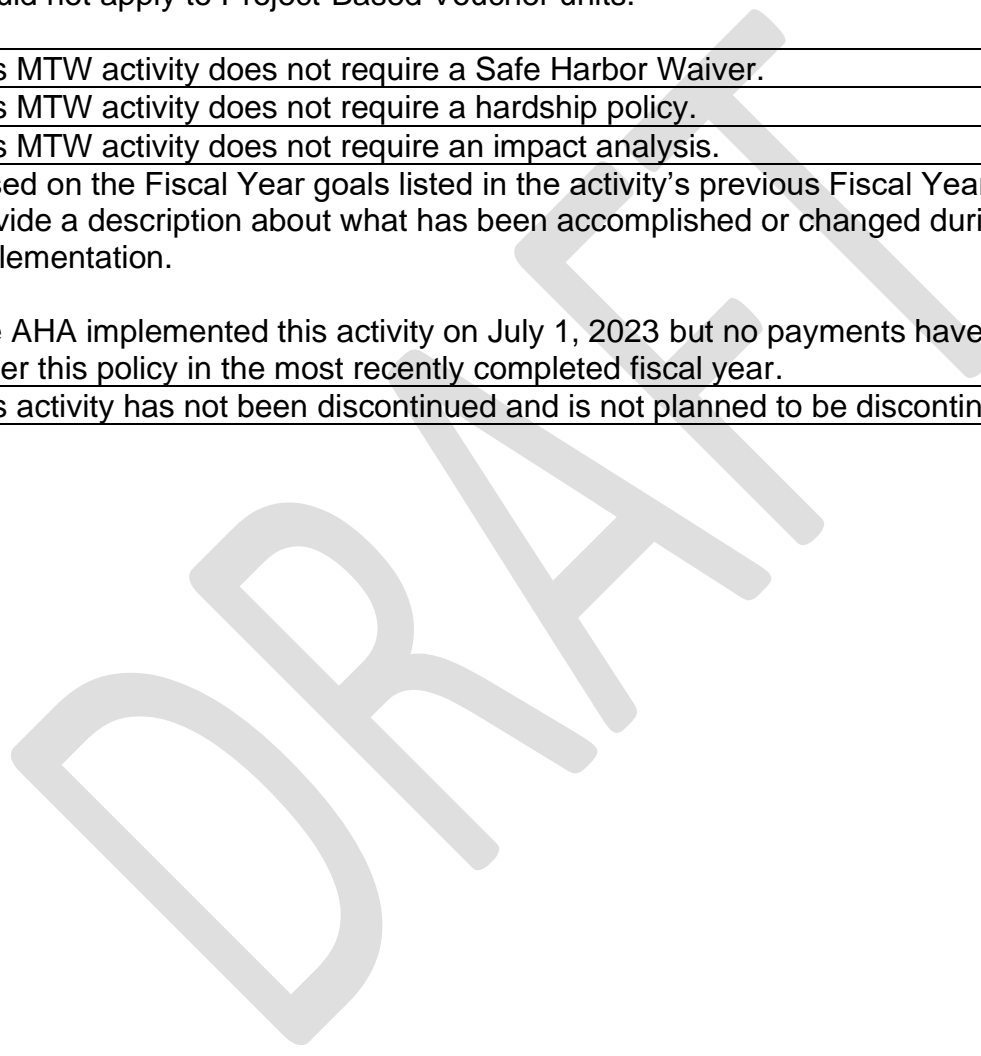 not apply to Project-Based Voucher units.
s MTW activity does not require a Safe Harbor Waiver.
s MTW activity does not require a hardship policy.
s MTW activity does not require an impact analysis.
sed on the Fiscal Year goals listed in the activity’s previous Fiscal Year
vide a description about what has been accomplished or changed duri
lementation.
e AHA implemented this activity on July 1, 2023 but no payments have
er this policy in the most recently completed fiscal year.
s activity has not been discontinued and is not planned to be discontin
DRAFT